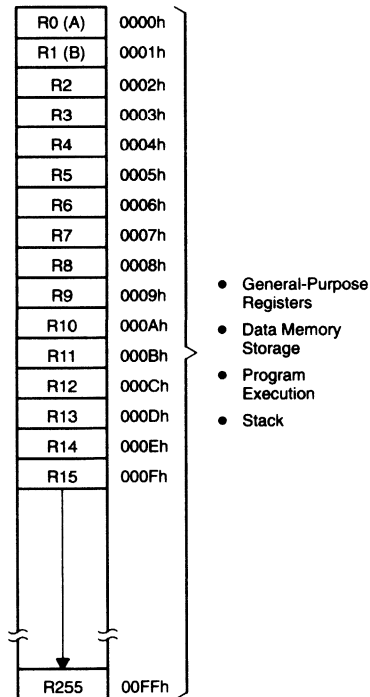 R0 (A) 0000h
R1 (B) 0001h
R2 0002h
R3 0003h
R4 0004h
R5 0005h
R6 0006h
R7 0007h
R8 0008h
R9 0009h
R10 000Ah
R11 000Bh
R12 000Ch
R13 000Dh
R14 000Eh
R15 000Fh
R255 00FFh
● General-Purpose
Registers
● Data Memory
Storage
● Program
Execution
● Stack